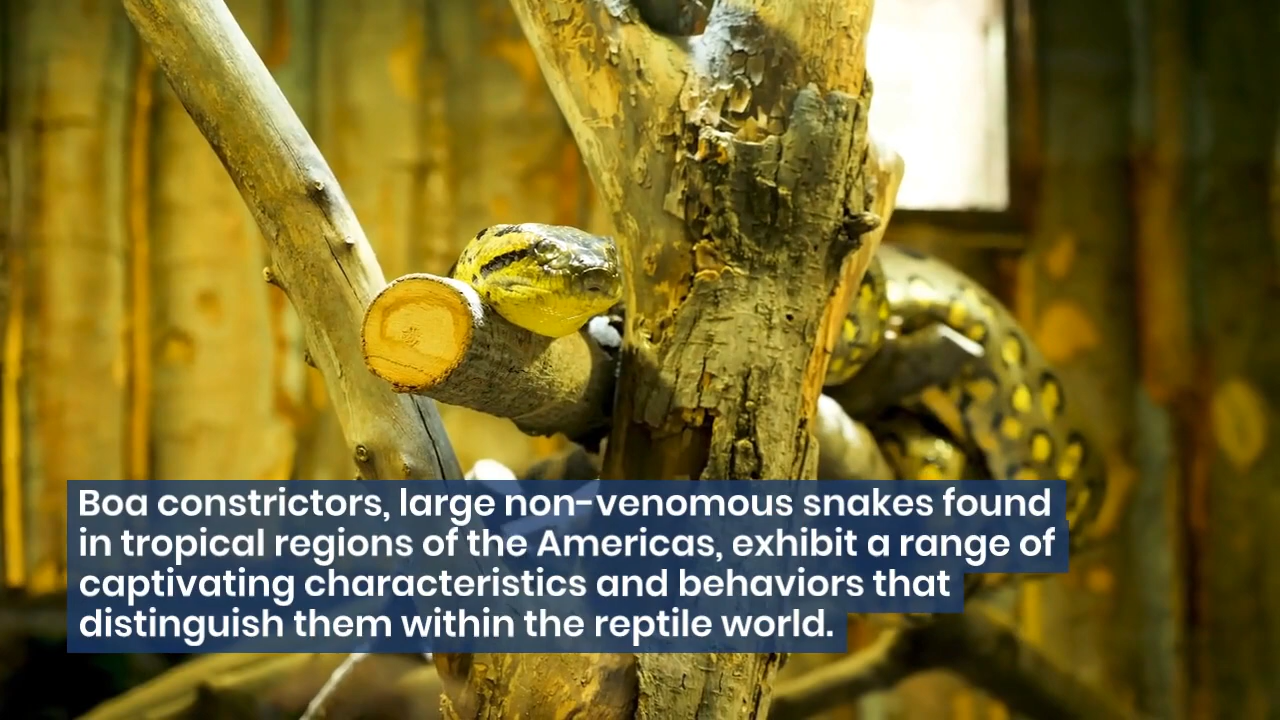 Boa constrictors, large non-venomous snakes found
in tropical regions of the Americas, exhibit a range of
captivating characteristics and behaviors that
distinguish them within the reptile world.